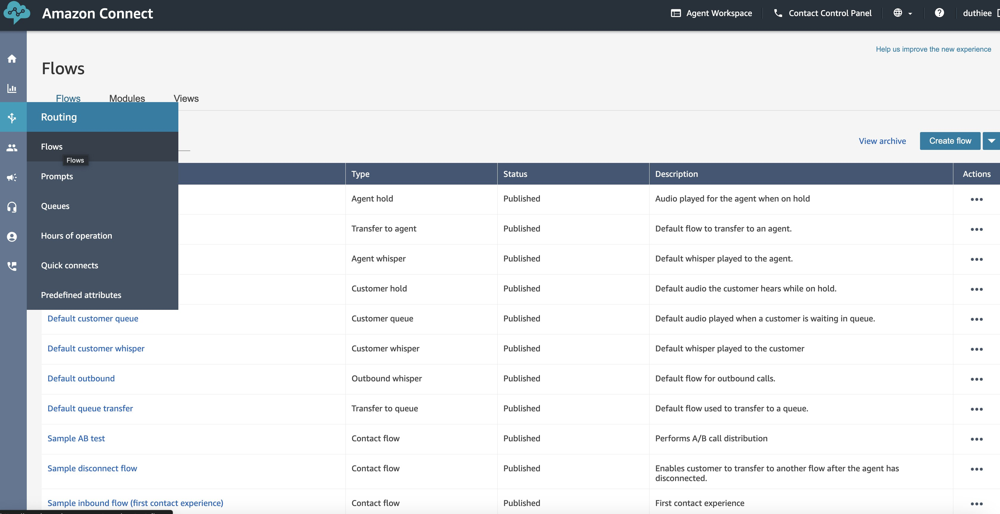 Amazon Connect
Agent Workspace
Contact Control Panel
duthiee
Help us improve the new experience
Flows
Flows
Modules
Views
Routing
Flows
Flows
Prompts
Queues
Hours of operation
Quick connects
Predefined attributes
View archive
Create flow
Type
Status
Description
Actions
Agent hold
Published
Audio played for the agent when on hold
Transfer to agent
Published
Default flow to transfer to an agent.
Agent whisper
Published
Default whisper played to the agent.
Customer hold
Published
Default audio the customer hears while on hold.
Default customer queue
Customer queue
Published
Default audio played when a customer is waiting in queue.
Default customer whisper
Customer whisper
Published
Default whisper played to the customer
Default outbound
Outbound whisper
Published
Default flow for outbound calls.
Default queue transfer
Transfer to queue
Published
Default flow used to transfer to a queue.
Sample AB test
Contact flow
Published
Performs A/B call distribution
Sample disconnect flow
Contact flow
Published
Enables customer to transfer to another flow after the agent has
disconnected.
Sample inbound flow (first contact experience)
Contact flow
Published
First contact experience